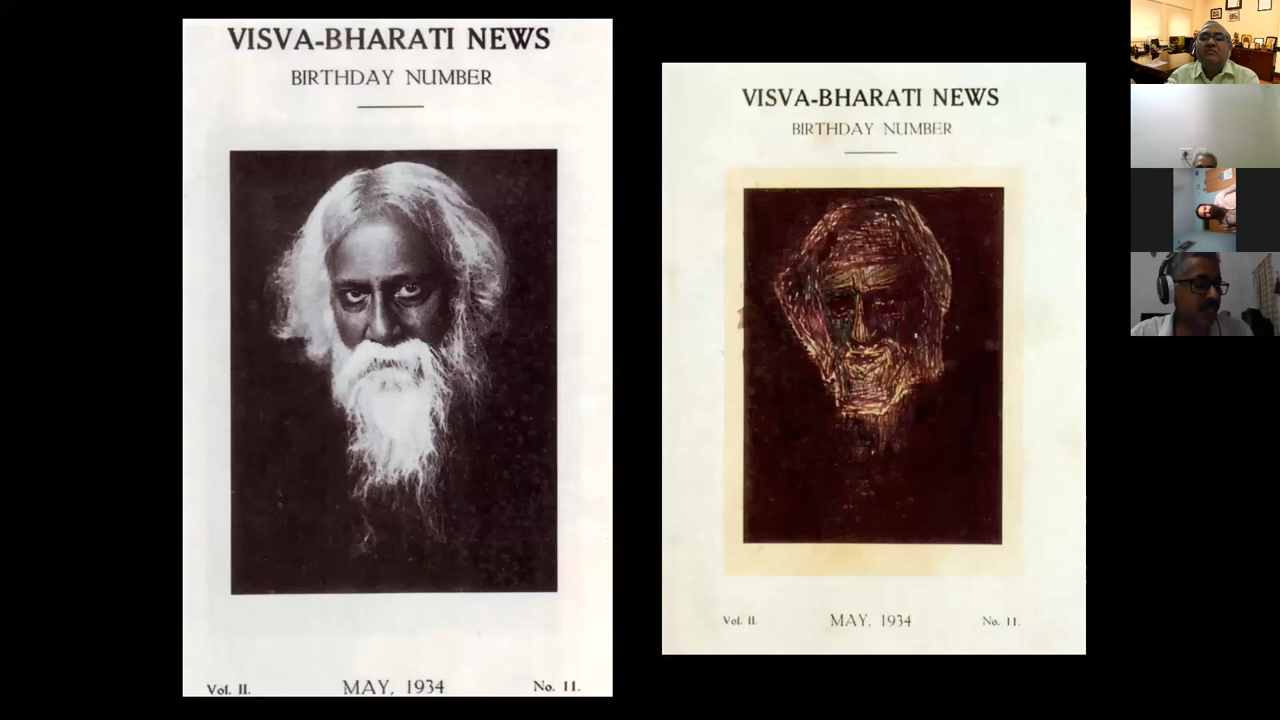 VISVA-BHARATI NEWS
BIRTHDAY NUMBER
Vol. II.
MAY, 1934
No. 11.
VISVA-BHARATI NEWS
BIRTHDAY NUMBER
Vol. II.
MAY, 1934
No. 11.